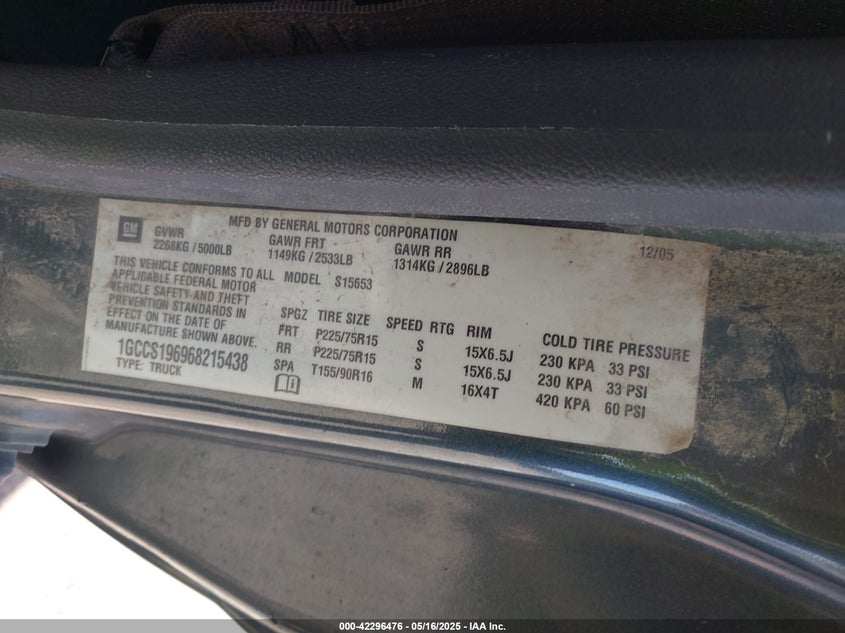 GM
MFD BY GENERAL MOTORS CORPORATION
12/05
GVWR GAWR FRT GAWR RR
2268KG / 5000LB 1149KG / 2533LB 1314KG / 2896LB
THIS VEHICLE CONFORMS TO ALL
APPLICABLE FEDERAL MOTOR
VEHICLE SAFETY AND THEFT
PREVENTION STANDARDS IN
EFFECT ON THE DATE OF
MANUFACTURE SHOWN ABOVE.
1GCCS196968215438
TYPE: TRUCK
MODEL S15653
SPGZ TIRE SIZE SPEED RTG RIM COLD TIRE PRESSURE
FRT P225/75R15 S 15X6.5J 230 KPA 33 PSI
RR P225/75R15 S 15X6.5J 230 KPA 33 PSI
SPA T155/90R16 M 16X4T 420 KPA 60 PSI
000-42296476 - 05/16/2025 - IAA Inc.